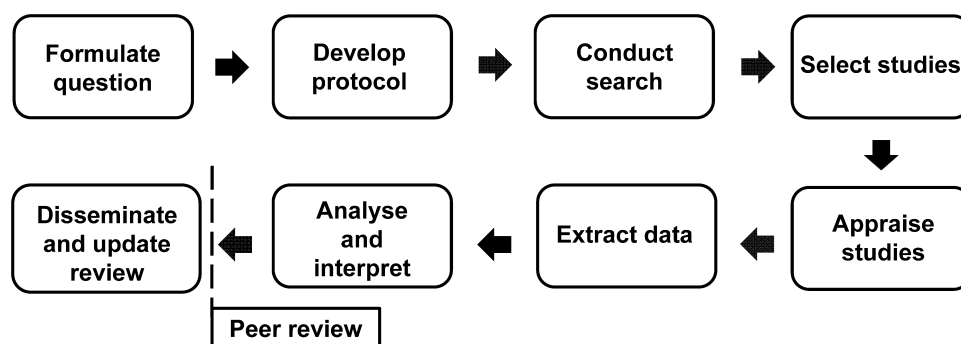 Formulate
question
Develop
protocol
Conduct
search
Select studies
Disseminate
and update
review
Analyse
and
interpret
Extract data
Appraise
studies
Peer review